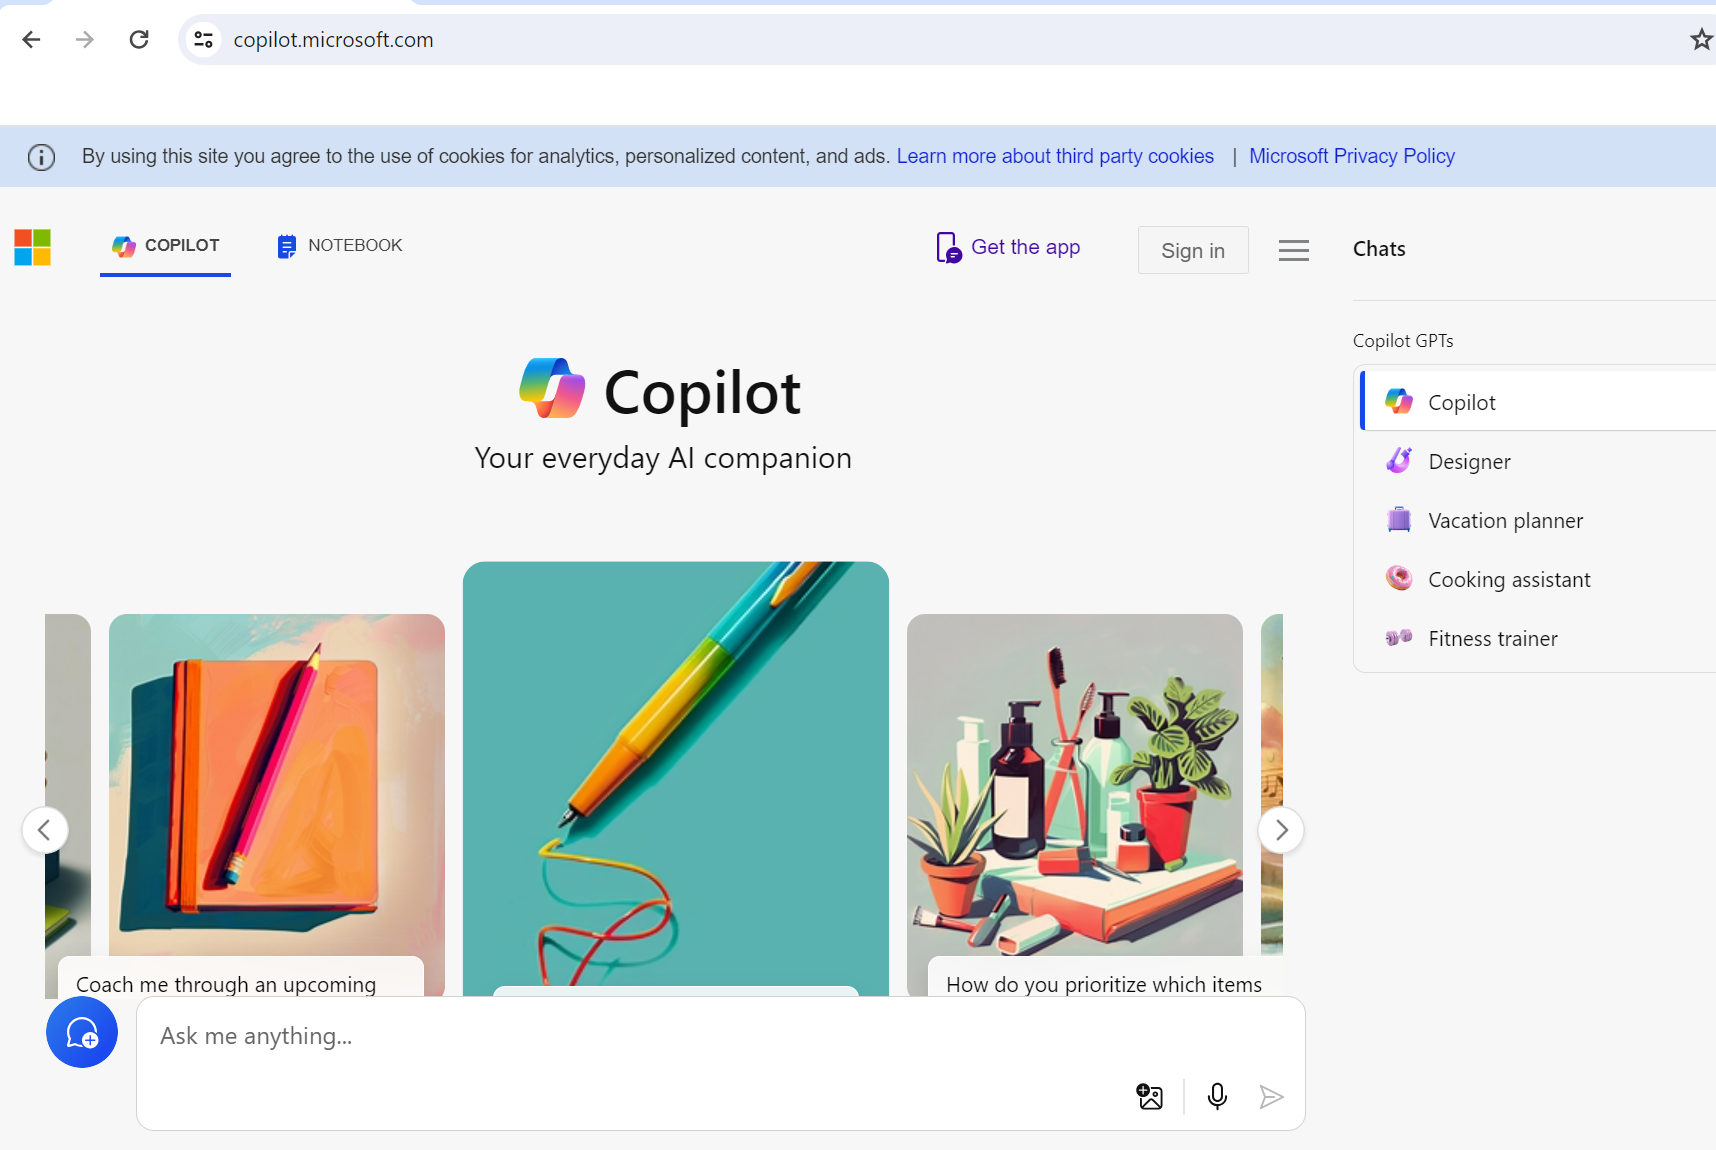 copilot.microsoft.com
By using this site you agree to the use of cookies for analytics, personalized content, and ads. Learn more about third party cookies | Microsoft Privacy Policy
COPILOT
NOTEBOOK
Get the app
Sign in
Chats
Copilot
Your everyday AI companion
Copilot GPTs
Copilot
Designer
Vacation planner
Cooking assistant
Fitness trainer
Coach me through an upcoming
How do you prioritize which items
Ask me anything...